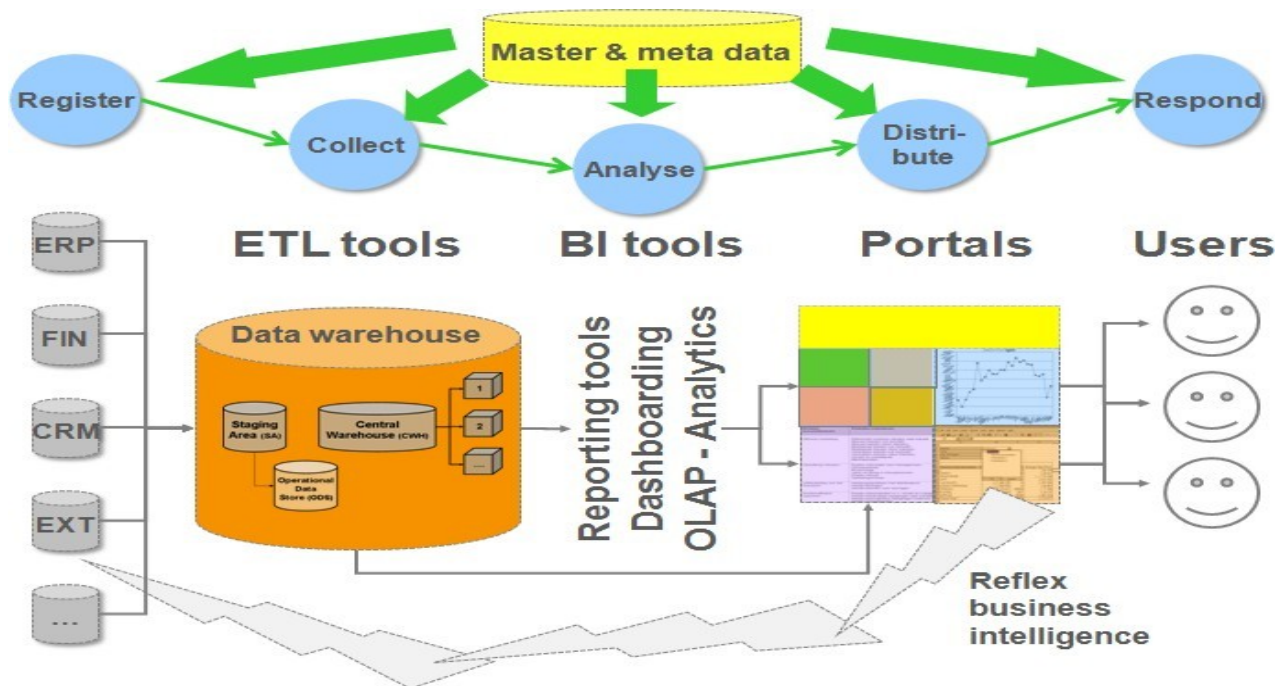 Master & meta data
Register
Collect
Analyse
Distri-
bute
Respond
ETL tools
BI tools
Portals
Users
ERP
FIN
CRM
EXT
...
Data warehouse
Staging
Area (SA)
Central
Warehouse (CWH)
Operational Data
Store (ODS)
1
2
...
Reporting tools
Dashboarding
OLAP - Analytics
Reflex
business
intelligence